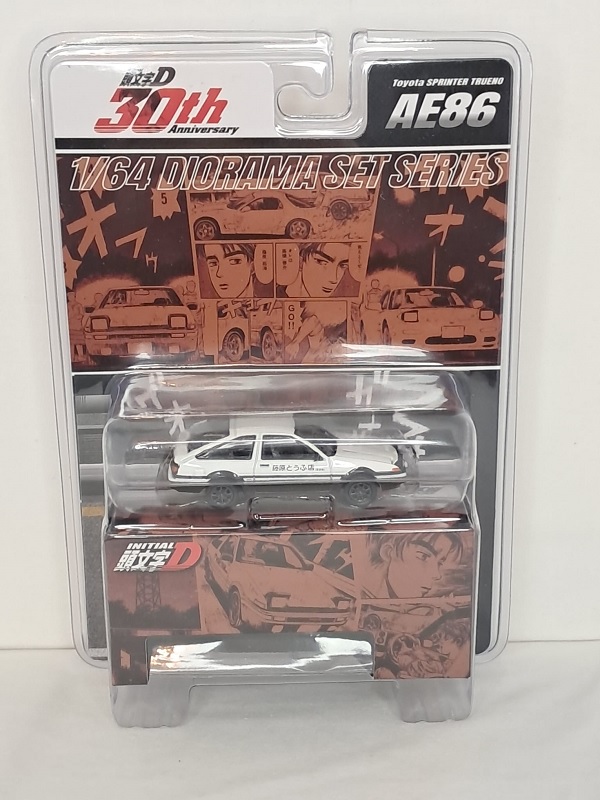 頭文字D
30th
Anniversary
Toyota SPRINTER TRUENO
AE86
1/64 DIORAMA SET SERIES
5
GO!!
藤原とうふ店
INITIAL
頭文字D